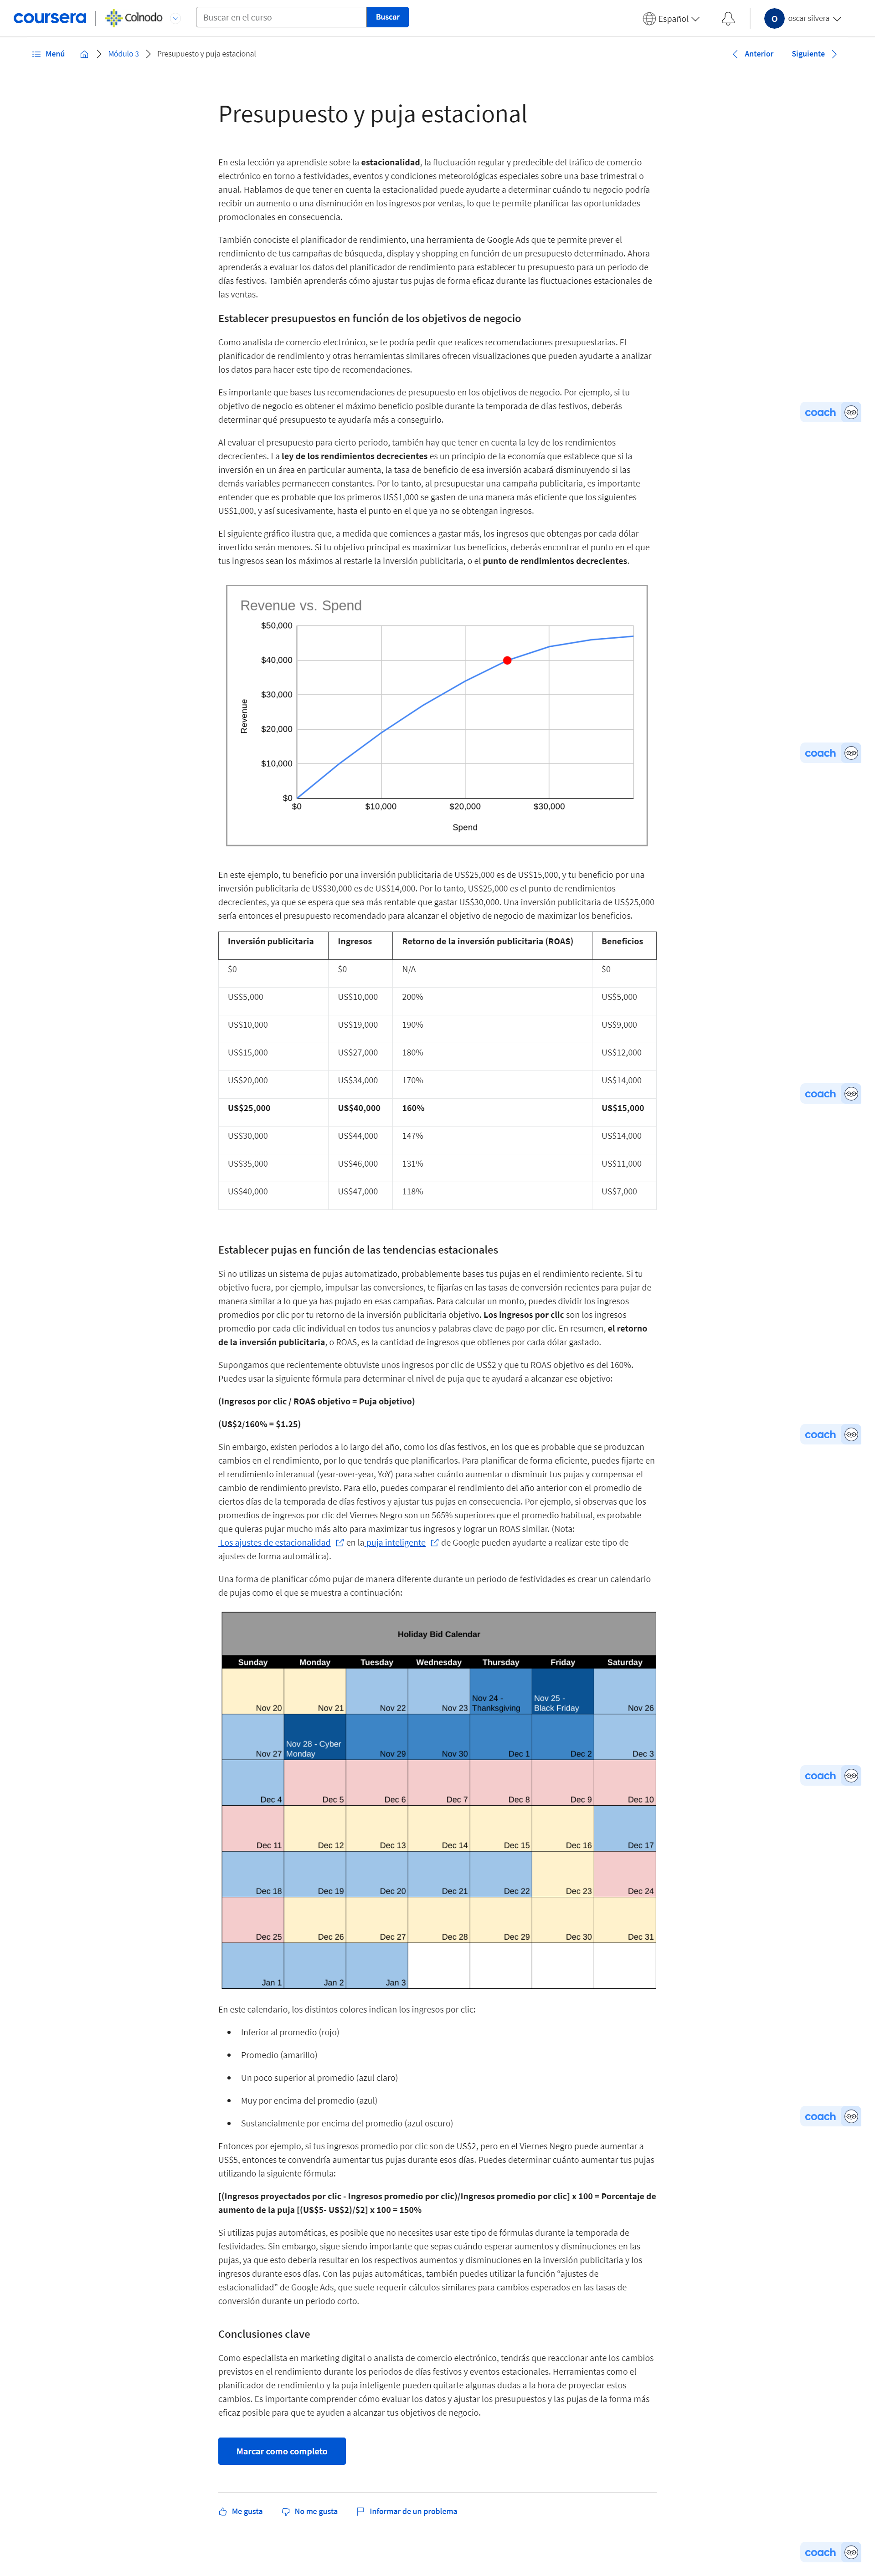 coursera
Colnodo
Buscar en el curso
Buscar
Español
O
oscar silvera
Menú
Módulo 3
Presupuesto y puja estacional
Anterior
Siguiente
Presupuesto y puja estacional
En esta lección ya aprendiste sobre la estacionalidad, la fluctuación regular y predecible del tráfico de comercio
electrónico en torno a festividades, eventos y condiciones meteorológicas especiales sobre una base trimestral o
anual. Hablamos de que tener en cuenta la estacionalidad puede ayudarte a determinar cuándo tu negocio podría
recibir un aumento o una disminución en los ingresos por ventas, lo que te permite planificar las oportunidades
promocionales en consecuencia.
También conociste el planificador de rendimiento, una herramienta de Google Ads que te permite prever el
rendimiento de tus campañas de búsqueda, display y shopping en función de un presupuesto determinado. Ahora
aprenderás a evaluar los datos del planificador de rendimiento para establecer tu presupuesto para un periodo de
días festivos. También aprenderás cómo ajustar tus pujas de forma eficaz durante las fluctuaciones estacionales de
las ventas.
Establecer presupuestos en función de los objetivos de negocio
Como analista de comercio electrónico, se te podría pedir que realices recomendaciones presupuestarias. El
planificador de rendimiento y otras herramientas similares ofrecen visualizaciones que pueden ayudarte a analizar
los datos para hacer este tipo de recomendaciones.
Es importante que bases tus recomendaciones de presupuesto en los objetivos de negocio. Por ejemplo, si tu
objetivo de negocio es obtener el máximo beneficio posible durante la temporada de días festivos, deberás
determinar qué presupuesto te ayudaría más a conseguirlo.
Al evaluar el presupuesto para cierto periodo, también hay que tener en cuenta la ley de los rendimientos
decrecientes. La ley de los rendimientos decrecientes es un principio de la economía que establece que si la
inversión en un área en particular aumenta, la tasa de beneficio de esa inversión acabará disminuyendo si las
demás variables permanecen constantes. Por lo tanto, al presupuestar una campaña publicitaria, es importante
entender que es probable que los primeros US$1,000 se gasten de una manera más eficiente que los siguientes
US$1,000, y así sucesivamente, hasta el punto en el que ya no se obtengan ingresos.
El siguiente gráfico ilustra que, a medida que comiences a gastar más, los ingresos que obtengas por cada dólar
invertido serán menores. Si tu objetivo principal es maximizar tus beneficios, deberás encontrar el punto en el que
tus ingresos sean los máximos al restarle la inversión publicitaria, o el punto de rendimientos decrecientes.
Revenue vs. Spend
$50,000
$40,000
$30,000
$20,000
$10,000
$0
Revenue
$0
$10,000
$20,000
$30,000
Spend
En este ejemplo, tu beneficio por una inversión publicitaria de US$25,000 es de US$15,000, y tu beneficio por una
inversión publicitaria de US$30,000 es de US$14,000. Por lo tanto, US$25,000 es el punto de rendimientos
decrecientes, ya que se espera que sea más rentable que gastar US$30,000. Una inversión publicitaria de US$25,000
sería entonces el presupuesto recomendado para alcanzar el objetivo de negocio de maximizar los beneficios.
Inversión publicitaria Ingresos Retorno de la inversión publicitaria (ROAS) Beneficios
$0 $0 N/A $0
US$5,000 US$10,000 200% US$5,000
US$10,000 US$19,000 190% US$9,000
US$15,000 US$27,000 180% US$12,000
US$20,000 US$34,000 170% US$14,000
US$25,000 US$40,000 160% US$15,000
US$30,000 US$44,000 147% US$14,000
US$35,000 US$46,000 131% US$11,000
US$40,000 US$47,000 118% US$7,000
Establecer pujas en función de las tendencias estacionales
Si no utilizas un sistema de pujas automatizado, probablemente bases tus pujas en el rendimiento reciente. Si tu
objetivo fuera, por ejemplo, impulsar las conversiones, te fijarías en las tasas de conversión recientes para pujar de
manera similar a lo que ya has pujado en esas campañas. Para calcular un monto, puedes dividir los ingresos
promedios por clic por tu retorno de la inversión publicitaria objetivo. Los ingresos por clic son los ingresos
promedio por cada clic individual en todos tus anuncios y palabras clave de pago por clic. En resumen, el retorno
de la inversión publicitaria, o ROAS, es la cantidad de ingresos que obtienes por cada dólar gastado.
Supongamos que recientemente obtuviste unos ingresos por clic de US$2 y que tu ROAS objetivo es del 160%.
Puedes usar la siguiente fórmula para determinar el nivel de puja que te ayudará a alcanzar ese objetivo:
(Ingresos por clic / ROAS objetivo = Puja objetivo)
(US$2/160% = $1.25)
Sin embargo, existen periodos a lo largo del año, como los días festivos, en los que es probable que se produzcan
cambios en el rendimiento, por lo que tendrás que planificarlos. Para planificar de forma eficiente, puedes fijarte en
el rendimiento interanual (year-over-year, YoY) para saber cuánto aumentar o disminuir tus pujas y compensar el
cambio de rendimiento previsto. Para ello, puedes comparar el rendimiento del año anterior con el promedio de
ciertos días de la temporada de días festivos y ajustar tus pujas en consecuencia. Por ejemplo, si observas que los
promedios de ingresos por clic del Viernes Negro son un 565% superiores que el promedio habitual, es probable
que quieras pujar mucho más alto para maximizar tus ingresos y lograr un ROAS similar. (Nota:
Los ajustes de estacionalidad en la puja inteligente de Google pueden ayudarte a realizar este tipo de
ajustes de forma automática).
Una forma de planificar cómo pujar de manera diferente durante un periodo de festividades es crear un calendario
de pujas como el que se muestra a continuación:
Holiday Bid Calendar
Sunday Monday Tuesday Wednesday Thursday Friday Saturday
Nov 20 Nov 21 Nov 22 Nov 23 Nov 24 - Thanksgiving Nov 25 - Black Friday Nov 26
Nov 27 Nov 28 - Cyber Monday Nov 29 Nov 30 Dec 1 Dec 2 Dec 3
Dec 4 Dec 5 Dec 6 Dec 7 Dec 8 Dec 9 Dec 10
Dec 11 Dec 12 Dec 13 Dec 14 Dec 15 Dec 16 Dec 17
Dec 18 Dec 19 Dec 20 Dec 21 Dec 22 Dec 23 Dec 24
Dec 25 Dec 26 Dec 27 Dec 28 Dec 29 Dec 30 Dec 31
Jan 1 Jan 2 Jan 3
En este calendario, los distintos colores indican los ingresos por clic:
Inferior al promedio (rojo)
Promedio (amarillo)
Un poco superior al promedio (azul claro)
Muy por encima del promedio (azul)
Sustancialmente por encima del promedio (azul oscuro)
Entonces por ejemplo, si tus ingresos promedio por clic son de US$2, pero en el Viernes Negro puede aumentar a
US$5, entonces te convendría aumentar tus pujas durante esos días. Puedes determinar cuánto aumentar tus pujas
utilizando la siguiente fórmula:
[(Ingresos proyectados por clic - Ingresos promedio por clic)/Ingresos promedio por clic] x 100 = Porcentaje de
aumento de la puja [(US$5- US$2)/$2] x 100 = 150%
Si utilizas pujas automáticas, es posible que no necesites usar este tipo de fórmulas durante la temporada de
festividades. Sin embargo, sigue siendo importante que sepas cuándo esperar aumentos y disminuciones en las
pujas, ya que esto debería resultar en los respectivos aumentos y disminuciones en la inversión publicitaria y los
ingresos durante esos días. Con las pujas automáticas, también puedes utilizar la función “ajustes de
estacionalidad” de Google Ads, que suele requerir cálculos similares para cambios esperados en las tasas de
conversión durante un periodo corto.
Conclusiones clave
Como especialista en marketing digital o analista de comercio electrónico, tendrás que reaccionar ante los cambios
previstos en el rendimiento durante los periodos de días festivos y eventos estacionales. Herramientas como el
planificador de rendimiento y la puja inteligente pueden quitarte algunas dudas a la hora de proyectar estos
cambios. Es importante comprender cómo evaluar los datos y ajustar los presupuestos y las pujas de la forma más
eficaz posible para que te ayuden a alcanzar tus objetivos de negocio.
Marcar como completo
Me gusta
No me gusta
Informar de un problema
coach
coach
coach
coach
coach
coach
coach